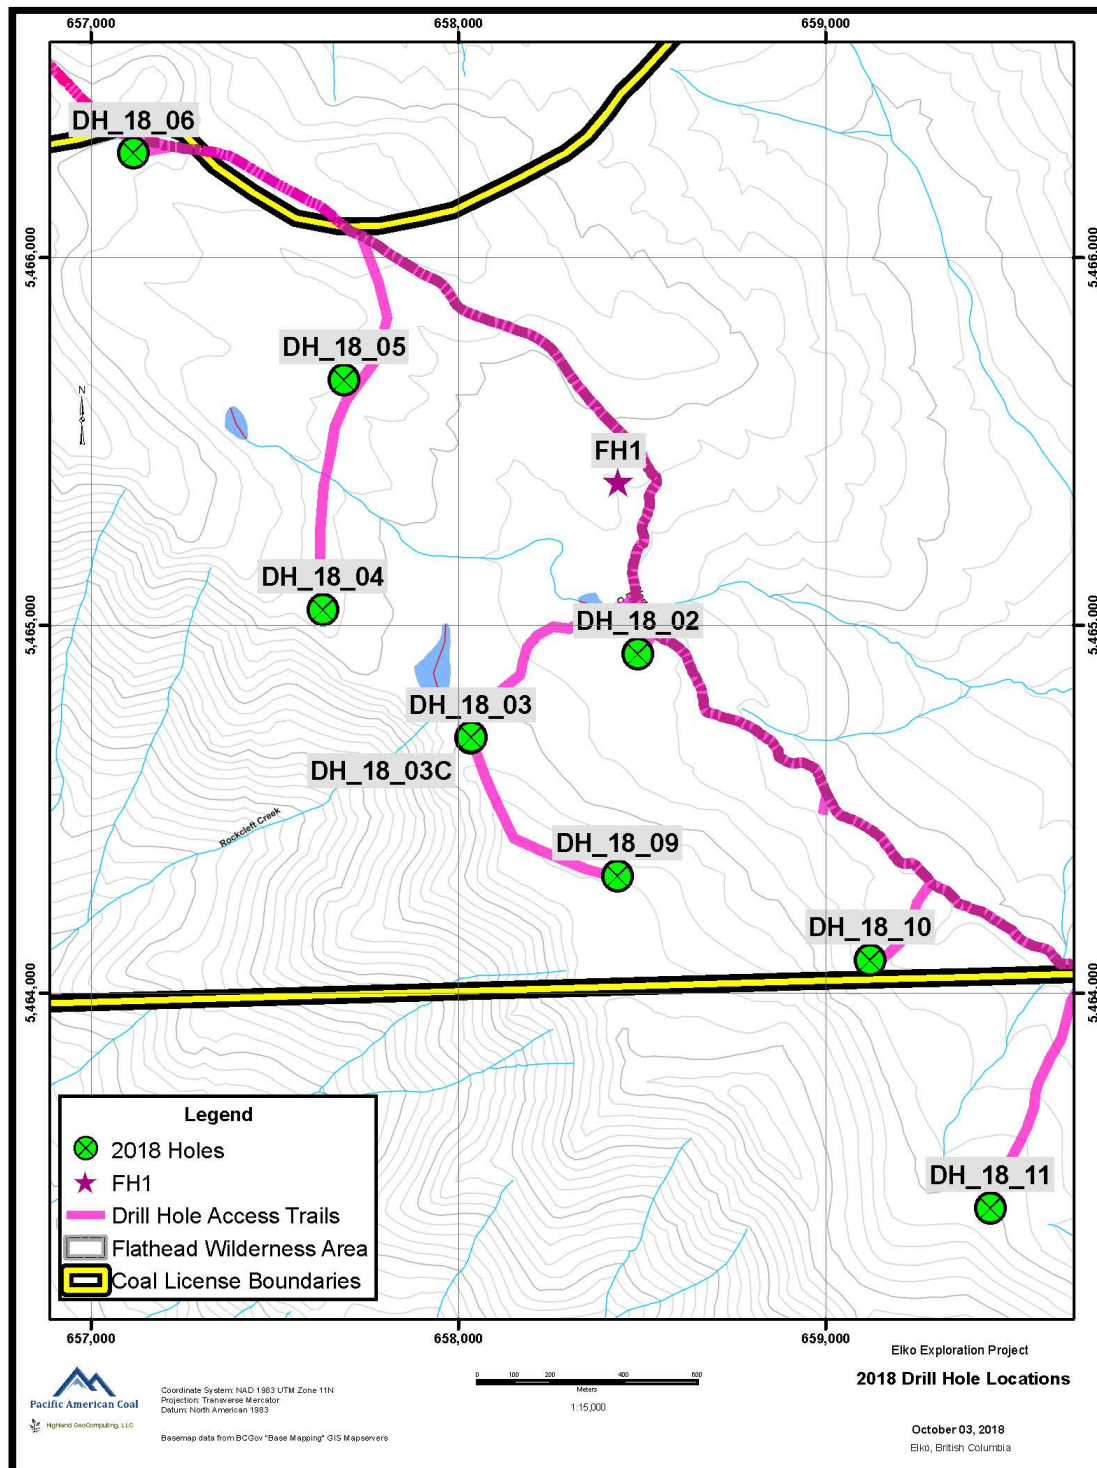 657,000 658,000 659,000
DH_18_06
5,466,000 5,466,000
DH_18_05
N
FH1
DH_18_04
5,465,000 DH_18_02 5,465,000
DH_18_03
DH_18_03C
Rockcleft Creek
DH_18_09
DH_18_10
5,464,000 5,464,000
Legend
2018 Holes
FH1
Drill Hole Access Trails
Flathead Wilderness Area
Coal License Boundaries
DH_18_11
657,000 658,000 659,000
Elko Exploration Project
2018 Drill Hole Locations
Pacific American Coal
Highland GeoComputing, LLC
Coordinate System: NAD 1983 UTM Zone 11N
Projection: Transverse Mercator
Datum: North American 1983
Basemap data from BCGov "Base Mapping" GIS Mapservers
0 100 200 400 600
Meters
1:15,000
October 03, 2018
Elko, British Columbia